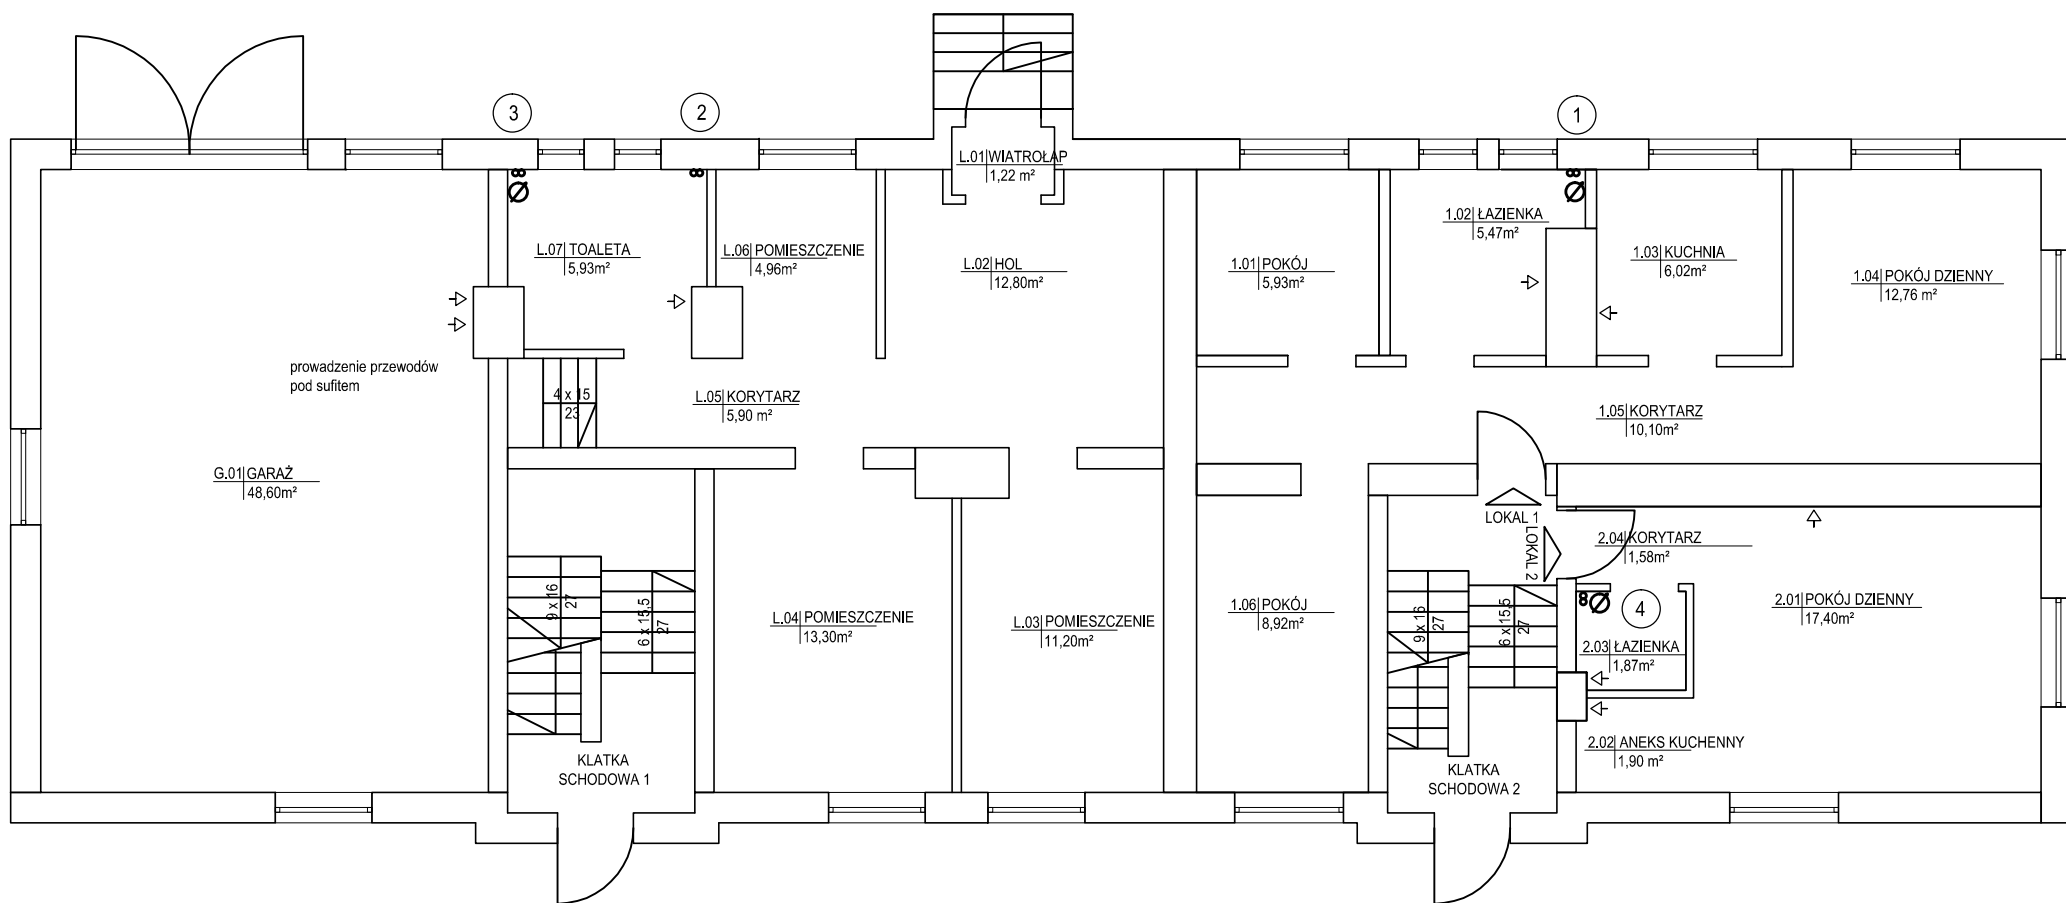 3
2
1
L.01 WIATROŁAP
1,22 m²
L.07 TOALETA
5,93m²
L.06 POMIESZCZENIE
4,96m²
L.02 HOL
12,80m²
1.01 POKÓJ
5,93m²
1.02 ŁAZIENKA
5,47m²
1.03 KUCHNIA
6,02m²
1.04 POKÓJ DZIENNY
12,76 m²
prowadzenie przewodów
pod sufitem
4 x 15
23
L.05 KORYTARZ
5,90 m²
1.05 KORYTARZ
10,10m²
G.01 GARAŻ
48,60m²
LOKAL 1
LOKAL 2
2.04 KORYTARZ
1,58m²
9 x 16
27
6 x 15,5
27
L.04 POMIESZCZENIE
13,30m²
L.03 POMIESZCZENIE
11,20m²
1.06 POKÓJ
8,92m²
9 x 16
27
6 x 15,5
27
4
2.03 ŁAZIENKA
1,87m²
2.01 POKÓJ DZIENNY
17,40m²
2.02 ANEKS KUCHENNY
1,90 m²
KLATKA
SCHODOWA 1
KLATKA
SCHODOWA 2